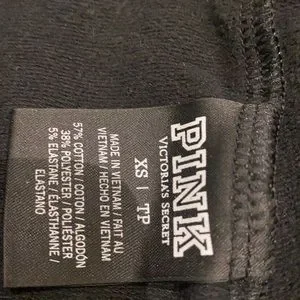 PINK
VICTORIA'S SECRET
XS | TP
MADE IN VIETNAM / FAIT AU
VIETNAM / HECHO EN VIETNAM
57% COTTON / COTON / ALGODÓN
38% POLYESTER / POLIÉSTER
5% ELASTANE / ÉLASTHANNE /
ELASTANO